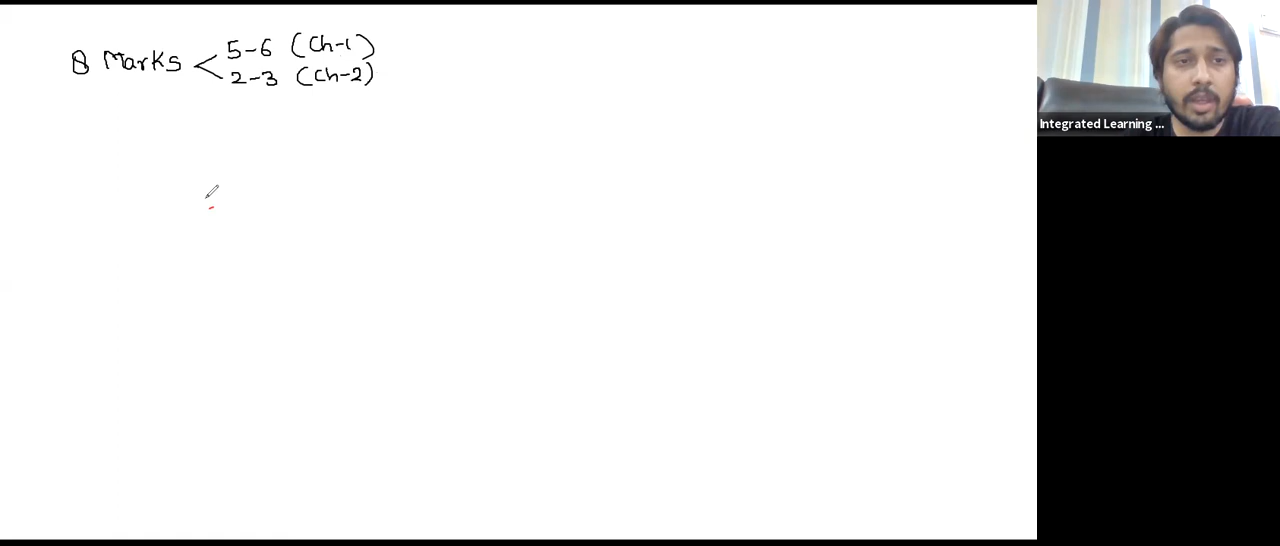 8 Marks < 5-6 (Ch-1)
2-3 (Ch-2)
Integrated Learning ...